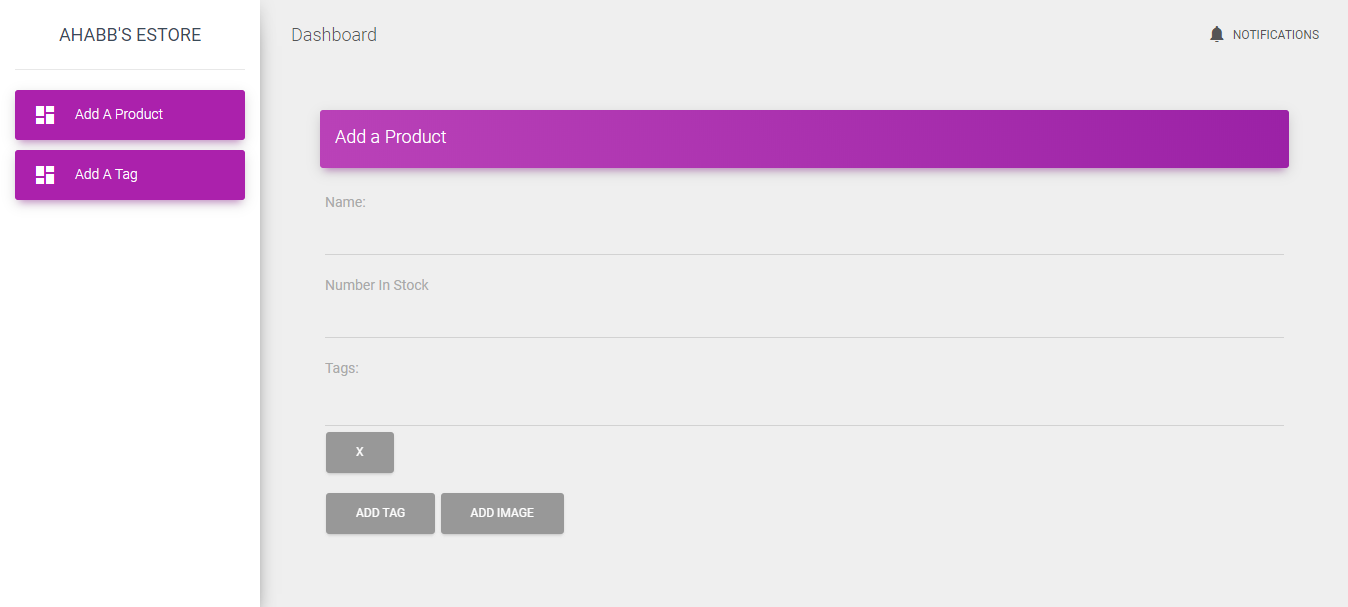 AHABB'S ESTORE
Dashboard
NOTIFICATIONS
Add A Product
Add A Tag
Add a Product
Name:
Number In Stock
Tags:
X
ADD TAG
ADD IMAGE